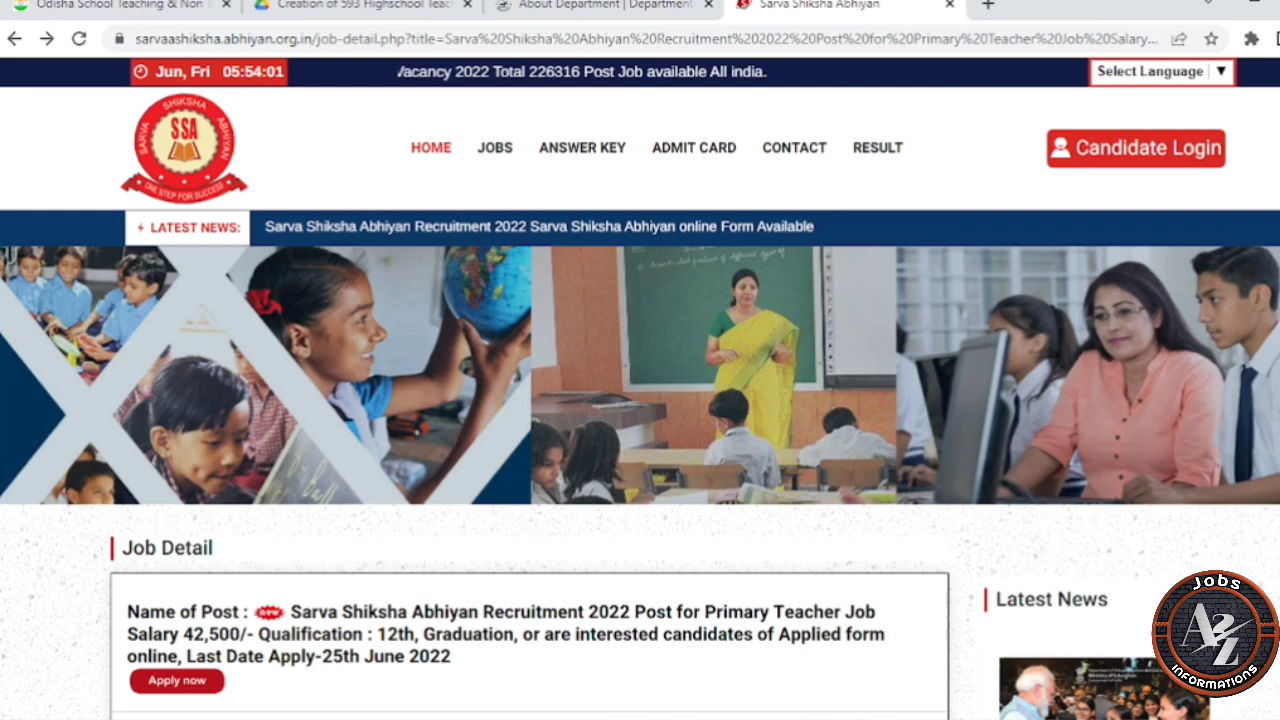 Odisha School Teaching & Non T
Creation of 593 Highschool Teac
About Department | Department
Sarva Shiksha Abhiyan
sarvaashiksha.abhiyan.org.in/job-detail.php?title=Sarva%20Shiksha%20Abhiyan%20Recruitment%202022%20Post%20for%20Primary%20Teacher%20Job%20Salary...
Jun, Fri 05:54:01
Vacancy 2022 Total 226316 Post Job available All india.
Select Language ▼
SARVA SHIKSHA ABHIYAN
SSA
ONE STEP FOR SUCCESS
HOME JOBS ANSWER KEY ADMIT CARD CONTACT RESULT
Candidate Login
LATEST NEWS: Sarva Shiksha Abhiyan Recruitment 2022 Sarva Shiksha Abhiyan online Form Available
Job Detail
Name of Post : new Sarva Shiksha Abhiyan Recruitment 2022 Post for Primary Teacher Job
Salary 42,500/- Qualification : 12th, Graduation, or are interested candidates of Applied form
online, Last Date Apply-25th June 2022
Apply now
Latest News
Ministry of Education
Jobs
A2Z
INFORMATIONS